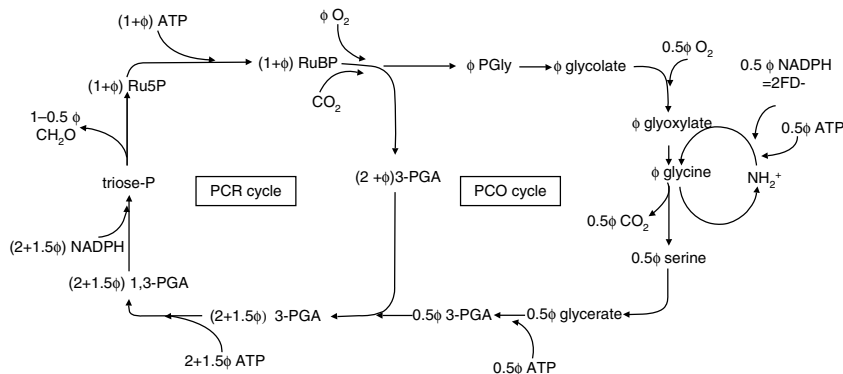 (1+ϕ) ATP
ϕ O₂
(1+ϕ) RuBP
ϕ PGly
ϕ glycolate
0.5ϕ O₂
0.5 ϕ NADPH
=2FD-
(1+ϕ) Ru5P
CO₂
1–0.5 ϕ
CH₂O
ϕ glyoxylate
0.5ϕ ATP
triose-P
PCR cycle
(2 +ϕ)3-PGA
PCO cycle
ϕ glycine
NH₂⁺
0.5ϕ CO₂
(2+1.5ϕ) NADPH
0.5ϕ serine
(2+1.5ϕ) 1,3-PGA
(2+1.5ϕ) 3-PGA
0.5ϕ 3-PGA
0.5ϕ glycerate
2+1.5ϕ ATP
0.5ϕ ATP